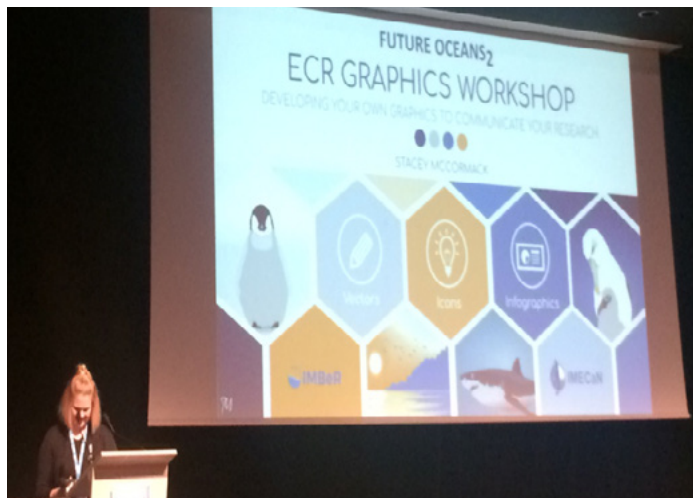 FUTURE OCEANS2
ECR GRAPHICS WORKSHOP
DEVELOPING YOUR OWN GRAPHICS TO COMMUNICATE YOUR RESEARCH
STACEY MCCORMACK
Vectors
Icons
Infographics
IMBeR
IMECaN